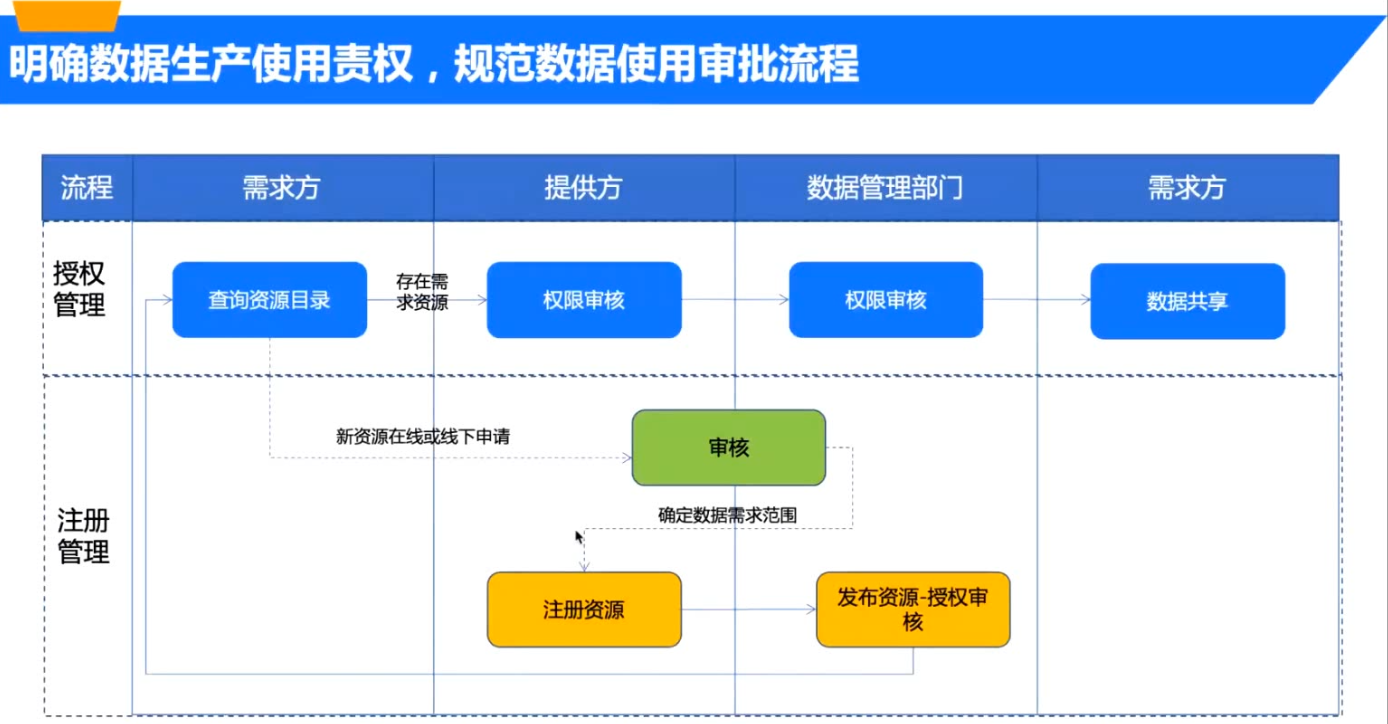 明确数据生产使用责权，规范数据使用审批流程
流程
需求方
提供方
数据管理部门
需求方
授权
管理
查询资源目录
存在需
求资源
权限审核
权限审核
数据共享
新资源在线或线下申请
审核
确定数据需求范围
注册
管理
注册资源
发布资源-授权审
核